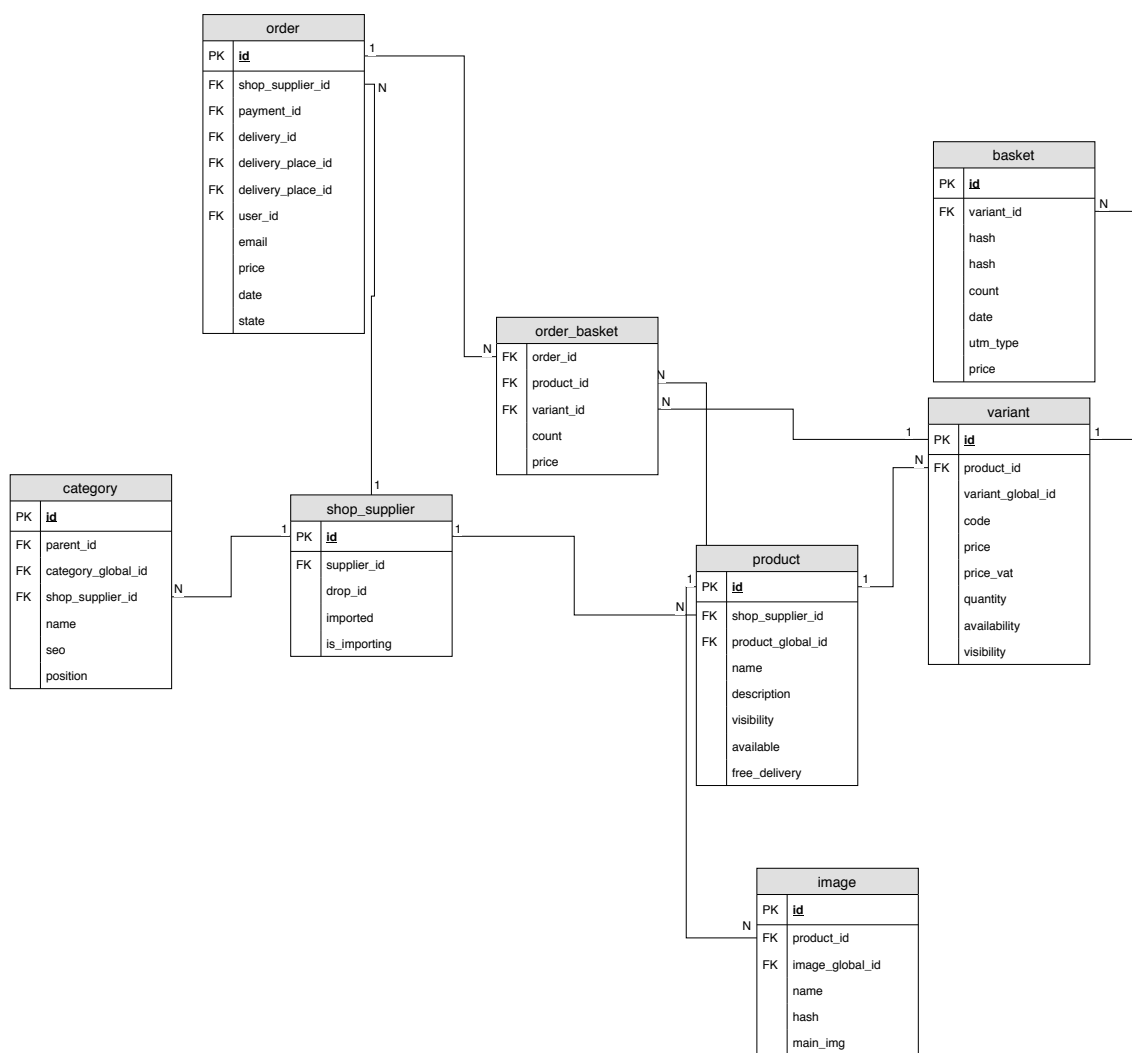 order
PK id
FK shop_supplier_id
FK payment_id
FK delivery_id
FK delivery_place_id
FK delivery_place_id
FK user_id
email
price
date
state
1
N
basket
PK id
FK variant_id
hash
hash
count
date
utm_type
price
N
order_basket
FK order_id
FK product_id
FK variant_id
count
price
N
N
N
variant
PK id
FK product_id
variant_global_id
code
price
price_vat
quantity
availability
visibility
1
N
1
category
PK id
FK parent_id
FK category_global_id
FK shop_supplier_id
name
seo
position
N
shop_supplier
PK id
FK supplier_id
drop_id
imported
is_importing
1
1
1
product
PK id
FK shop_supplier_id
FK product_global_id
name
description
visibility
available
free_delivery
1
1
N
image
PK id
FK product_id
FK image_global_id
name
hash
main_img
N